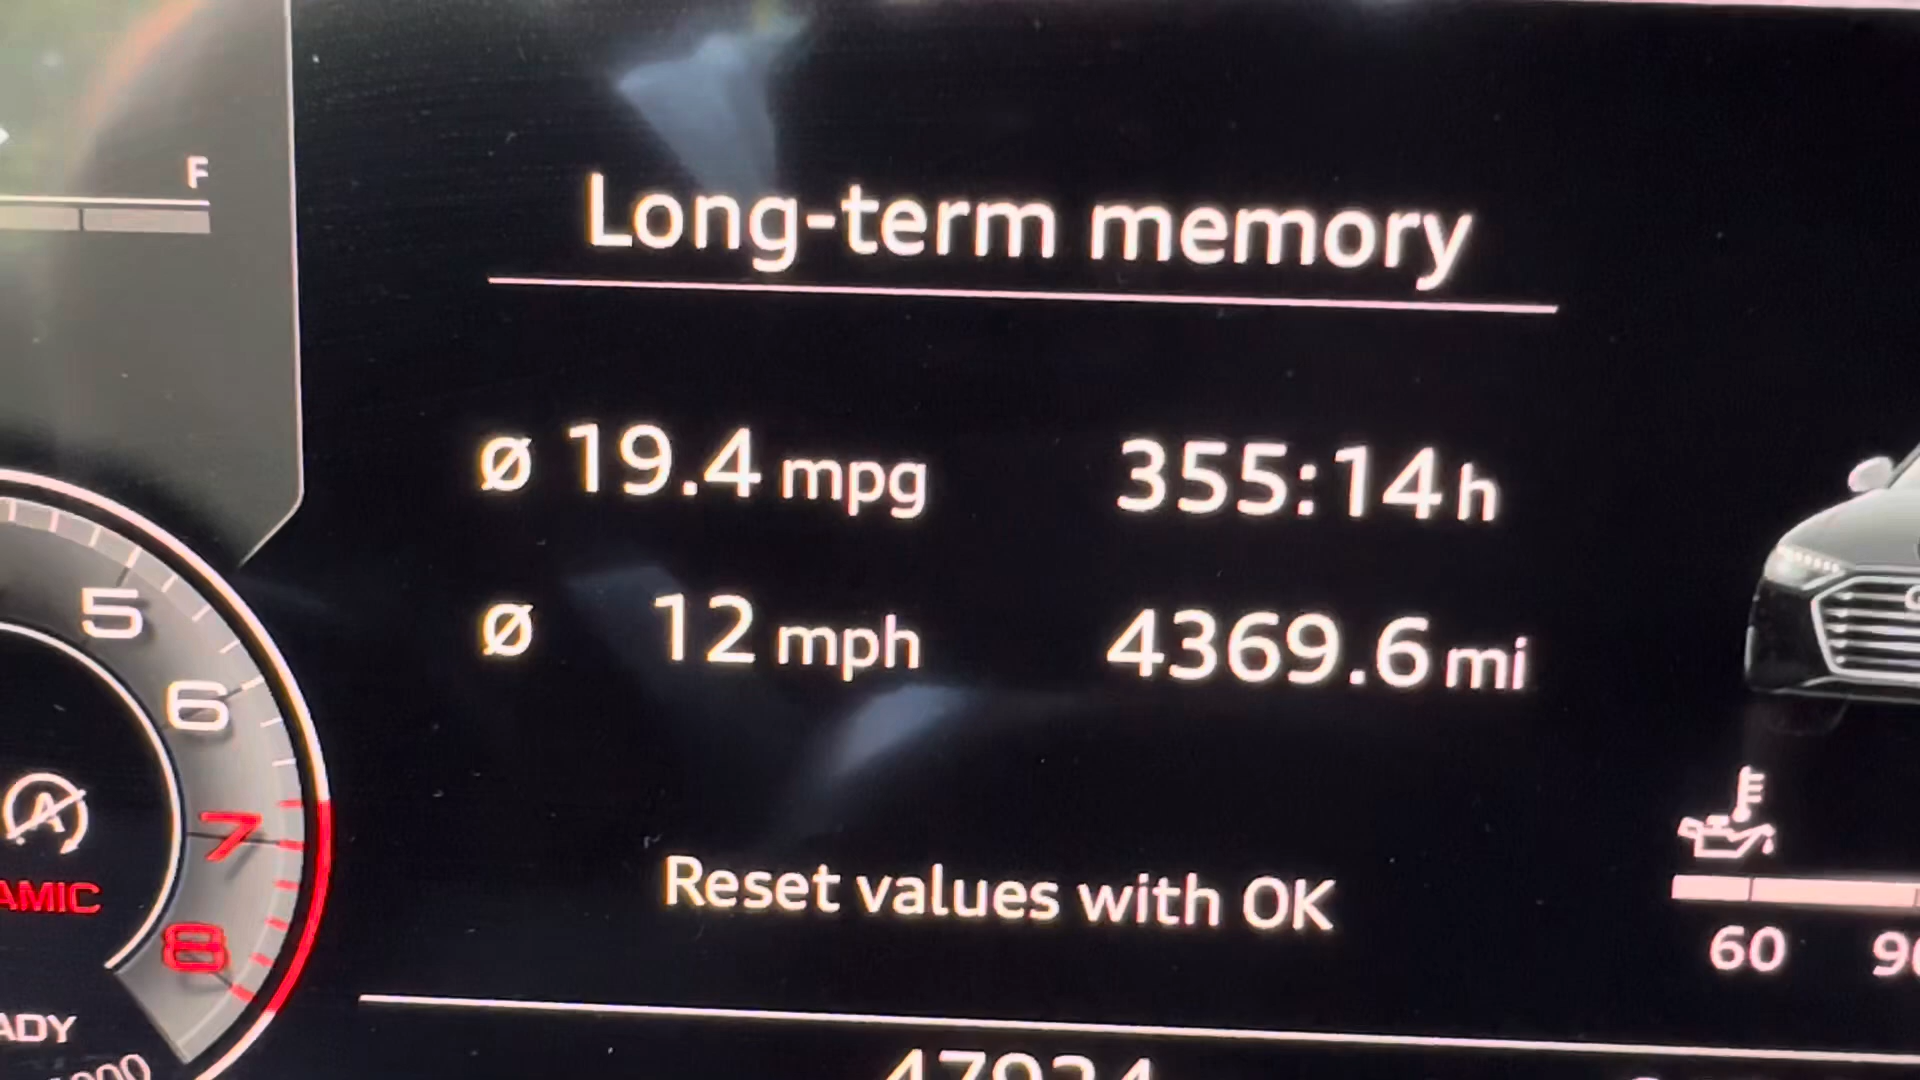 F
Long-term memory
ø 19.4 mpg 355:14 h
ø 12 mph 4369.6 mi
5
6
7
8
A
AMIC
Reset values with OK
60
ADY